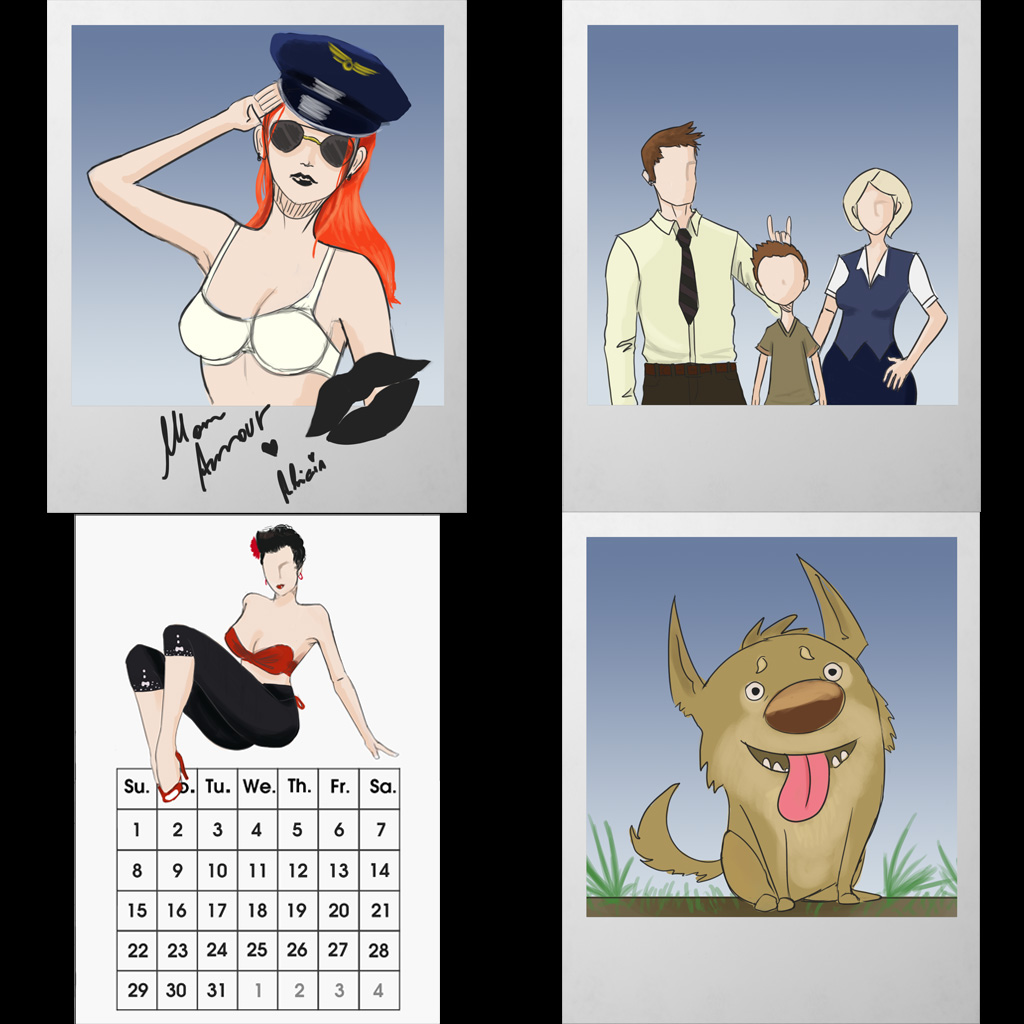 Mon
Amour
Alicia
Su. Mo. Tu. We. Th. Fr. Sa.
1 2 3 4 5 6 7
8 9 10 11 12 13 14
15 16 17 18 19 20 21
22 23 24 25 26 27 28
29 30 31 1 2 3 4